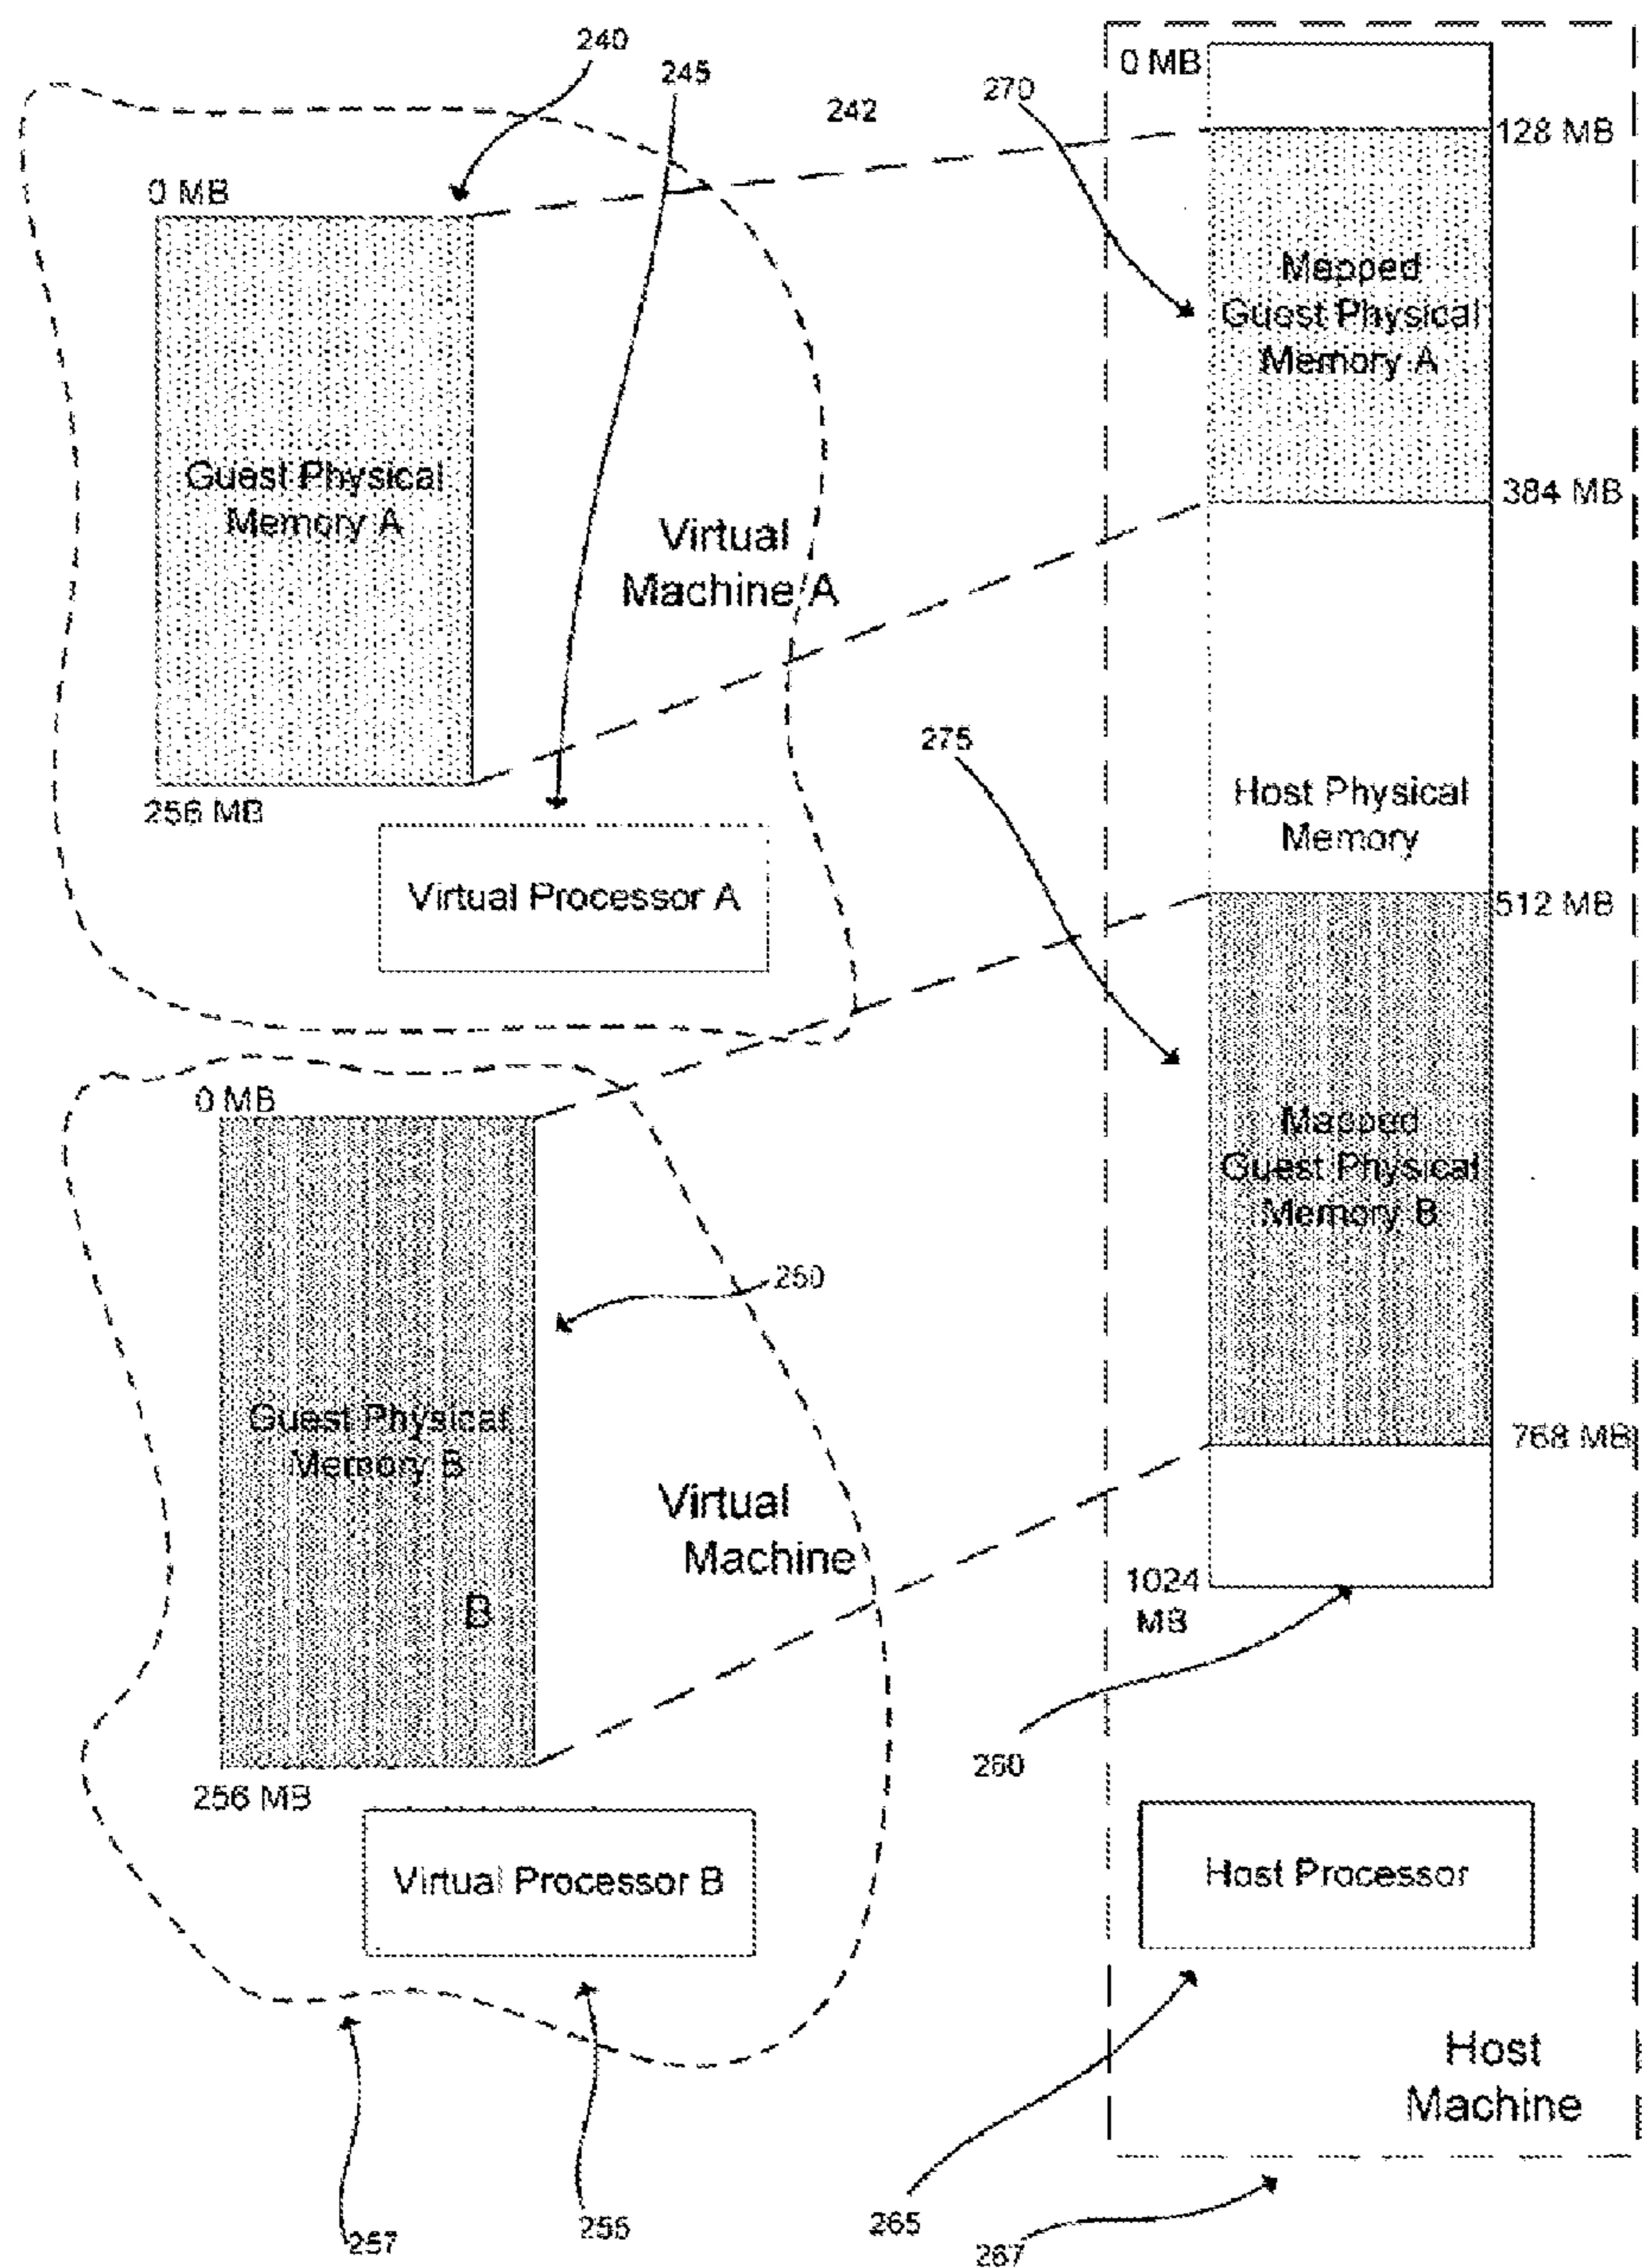 240
245
242
270
0 MB
128 MB
0 MB
Mapped
Guest Physical
Memory A
Guest Physical
Memory A
384 MB
Virtual
Machine A
275
Host Physical
Memory
256 MB
Virtual Processor A
512 MB
0 MB
Mapped
Guest Physical
Memory B
250
Guest Physical
Memory B
768 MB
Virtual
Machine
B
1024
MB
260
256 MB
Virtual Processor B
Host Processor
Host
Machine
257
255
265
267